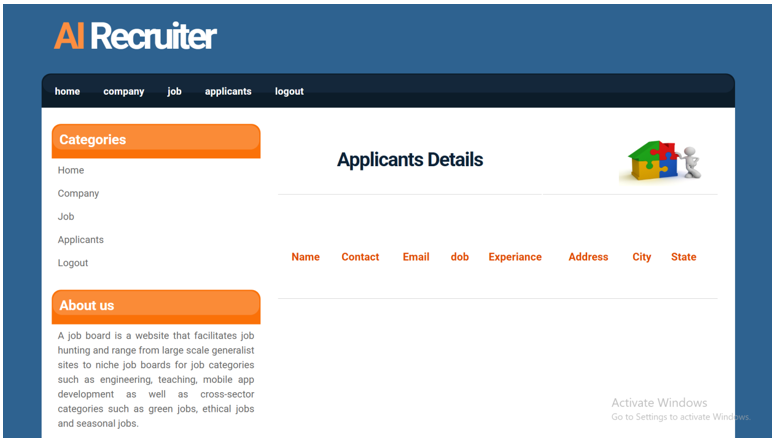 AI Recruiter
home company job applicants logout
Categories
Home
Company
Job
Applicants
Logout
About us
A job board is a website that facilitates job
hunting and range from large scale generalist
sites to niche job boards for job categories
such as engineering, teaching, mobile app
development as well as cross-sector
categories such as green jobs, ethical jobs
and seasonal jobs.
Applicants Details
Name Contact Email dob Experiance Address City State
Activate Windows
Go to Settings to activate Windows.